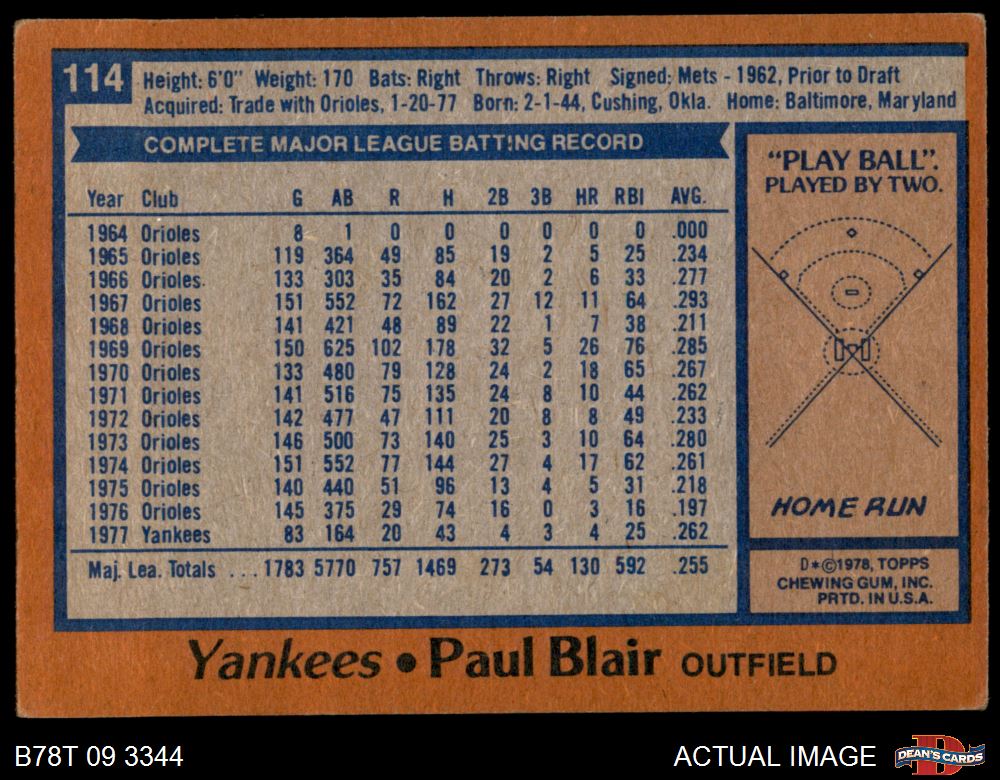 114 Height: 6'0" Weight: 170 Bats: Right Throws: Right Signed: Mets - 1962, Prior to Draft
Acquired: Trade with Orioles, 1-20-77 Born: 2-1-44, Cushing, Okla. Home: Baltimore, Maryland
COMPLETE MAJOR LEAGUE BATTING RECORD
Year Club G AB R H 2B 3B HR RBI AVG.
1964 Orioles 8 1 0 0 0 0 0 0 .000
1965 Orioles 119 364 49 85 19 2 5 25 .234
1966 Orioles 133 303 35 84 20 2 6 33 .277
1967 Orioles 151 552 72 162 27 12 11 64 .293
1968 Orioles 141 421 48 89 22 1 7 38 .211
1969 Orioles 150 625 102 178 32 5 26 76 .285
1970 Orioles 133 480 79 128 24 2 18 65 .267
1971 Orioles 141 516 75 135 24 8 10 44 .262
1972 Orioles 142 477 47 111 20 8 8 49 .233
1973 Orioles 146 500 73 140 25 3 10 64 .280
1974 Orioles 151 552 77 144 27 4 17 62 .261
1975 Orioles 140 440 51 96 13 4 5 31 .218
1976 Orioles 145 375 29 74 16 0 3 16 .197
1977 Yankees 83 164 20 43 4 3 4 25 .262
Maj. Lea. Totals ... 1783 5770 757 1469 273 54 130 592 .255
"PLAY BALL".
PLAYED BY TWO.
HOME RUN
D*©1978, TOPPS
CHEWING GUM, INC.
PRTD. IN U.S.A.
Yankees • Paul Blair OUTFIELD
B78T 09 3344
ACTUAL IMAGE
D
DEAN'S CARDS